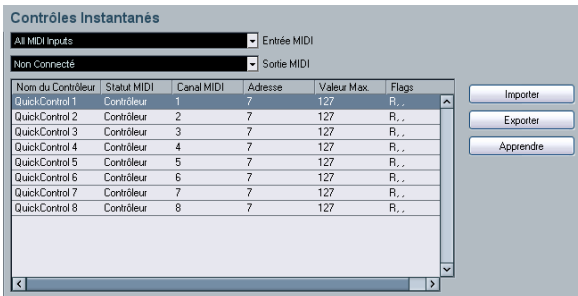 Contrôles Instantanés
All MIDI Inputs Entrée MIDI
Non Connecté Sortie MIDI
Nom du Contrôleur Statut MIDI Canal MIDI Adresse Valeur Max. Flags
QuickControl 1 Contrôleur 1 7 127 R, ,
QuickControl 2 Contrôleur 2 7 127 R, ,
QuickControl 3 Contrôleur 3 7 127 R, ,
QuickControl 4 Contrôleur 4 7 127 R, ,
QuickControl 5 Contrôleur 5 7 127 R, ,
QuickControl 6 Contrôleur 6 7 127 R, ,
QuickControl 7 Contrôleur 7 7 127 R, ,
QuickControl 8 Contrôleur 8 7 127 R, ,
Importer
Exporter
Apprendre